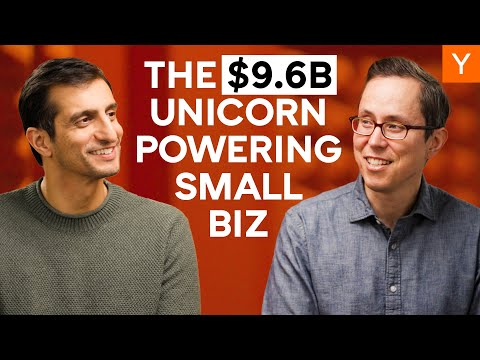 THE $9.6B
UNICORN
POWERING
SMALL
BIZ
Y